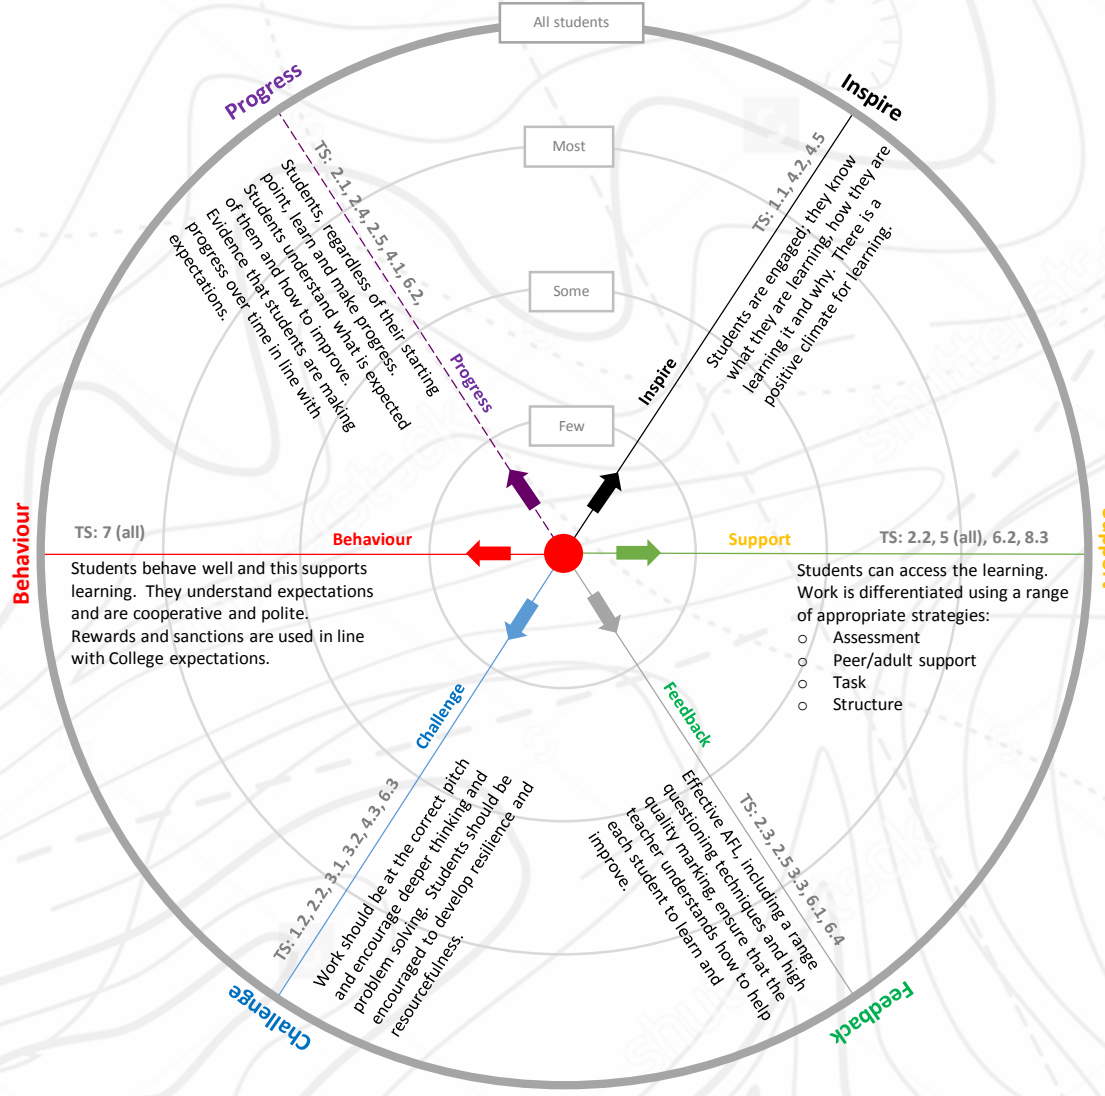 All students
Most
Some
Few
Progress
TS: 2.1, 2.4, 2.5, 4.1, 6.2,
Students, regardless of their starting
point, learn and make progress.
Students understand what is expected
of them and how to improve.
Evidence that students are making
progress over time in line with
expectations.
Progress
Inspire
TS: 1.1, 4.2, 4.5
Students are engaged; they know
what they are learning, how they are
learning it and why. There is a
positive climate for learning.
Inspire
Behaviour
TS: 7 (all)
Behaviour
Students behave well and this supports
learning. They understand expectations
and are cooperative and polite.
Rewards and sanctions are used in line
with College expectations.
Support
TS: 2.2, 5 (all), 6.2, 8.3
Support
Students can access the learning.
Work is differentiated using a range
of appropriate strategies:
o Assessment
o Peer/adult support
o Task
o Structure
Challenge
TS: 1.2, 2.2, 3.1, 3.2, 4.3, 6.3
Work should be at the correct pitch
and encourage deeper thinking and
problem solving. Students should be
encouraged to develop resilience and
resourcefulness.
Challenge
Feedback
TS: 2.3, 2.5 3.3, 6.1, 6.4
Effective AFL, including a range
questioning techniques and high
quality marking, ensure that the
teacher understands how to help
each student to learn and
improve.
Feedback